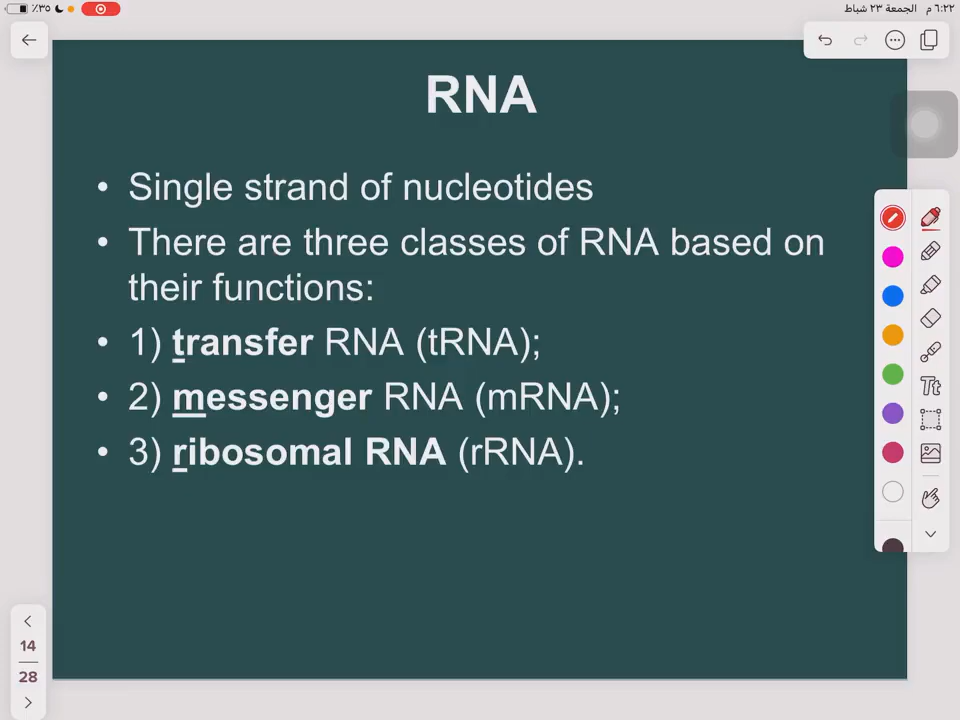 ٪٣٥
٦:٢٢ م الجمعة ٢٣ شباط
RNA
• Single strand of nucleotides
• There are three classes of RNA based on
their functions:
• 1) transfer RNA (tRNA);
• 2) messenger RNA (mRNA);
• 3) ribosomal RNA (rRNA).
Tt
14
28